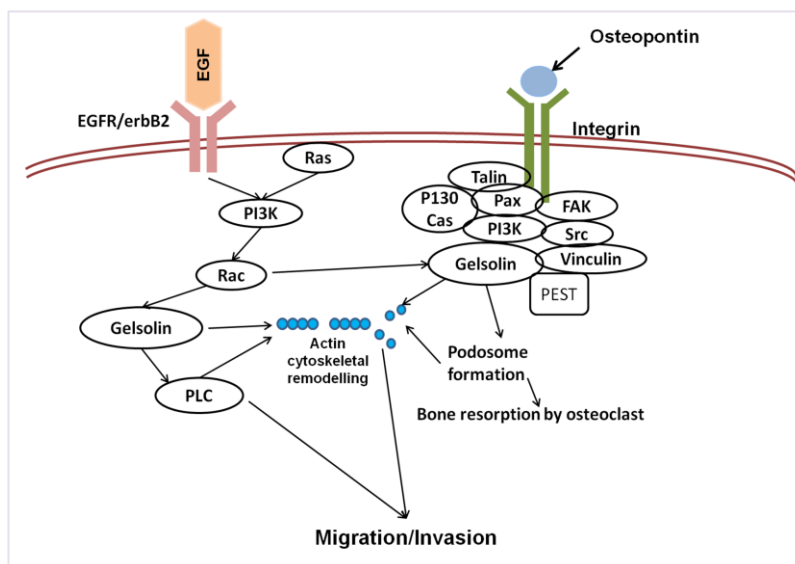 EGF
Osteopontin
EGFR/erbB2
Integrin
Ras
Talin
P130
Cas
Pax
FAK
PI3K
PI3K
Src
Rac
Gelsolin
Vinculin
PEST
Gelsolin
Actin
cytoskeletal
remodelling
Podosome
formation
PLC
Bone resorption by osteoclast
Migration/Invasion